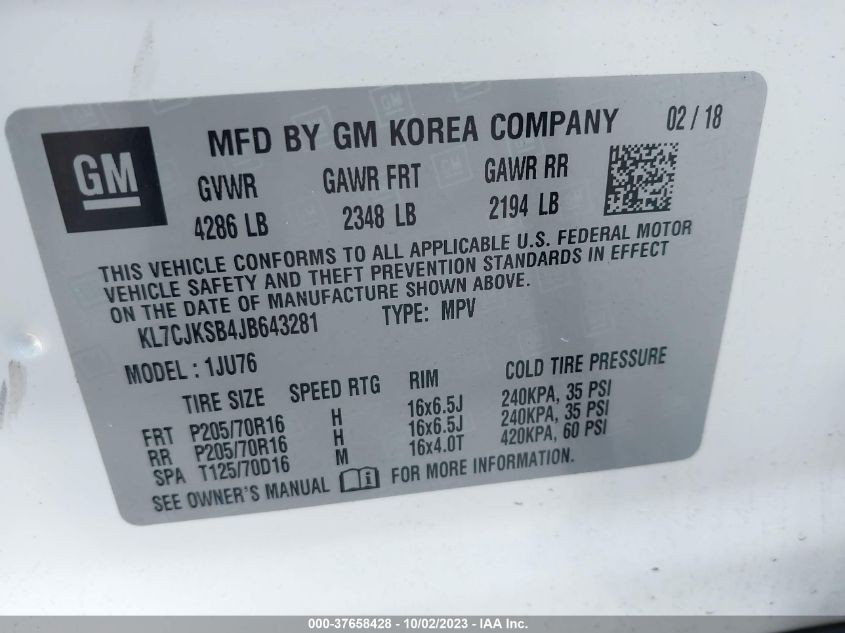 MFD BY GM KOREA COMPANY 02 / 18
GM
GVWR GAWR FRT GAWR RR
4286 LB 2348 LB 2194 LB
THIS VEHICLE CONFORMS TO ALL APPLICABLE U.S. FEDERAL MOTOR
VEHICLE SAFETY AND THEFT PREVENTION STANDARDS IN EFFECT
ON THE DATE OF MANUFACTURE SHOWN ABOVE.
KL7CJKSB4JB643281 TYPE: MPV
MODEL : 1JU76
TIRE SIZE SPEED RTG RIM COLD TIRE PRESSURE
FRT P205/70R16 H 16x6.5J 240KPA, 35 PSI
RR P205/70R16 H 16x6.5J 240KPA, 35 PSI
SPA T125/70D16 M 16x4.0T 420KPA, 60 PSI
SEE OWNER'S MANUAL i FOR MORE INFORMATION.
000-37658428 - 10/02/2023 - Copyright © 2023 IAA, Inc.